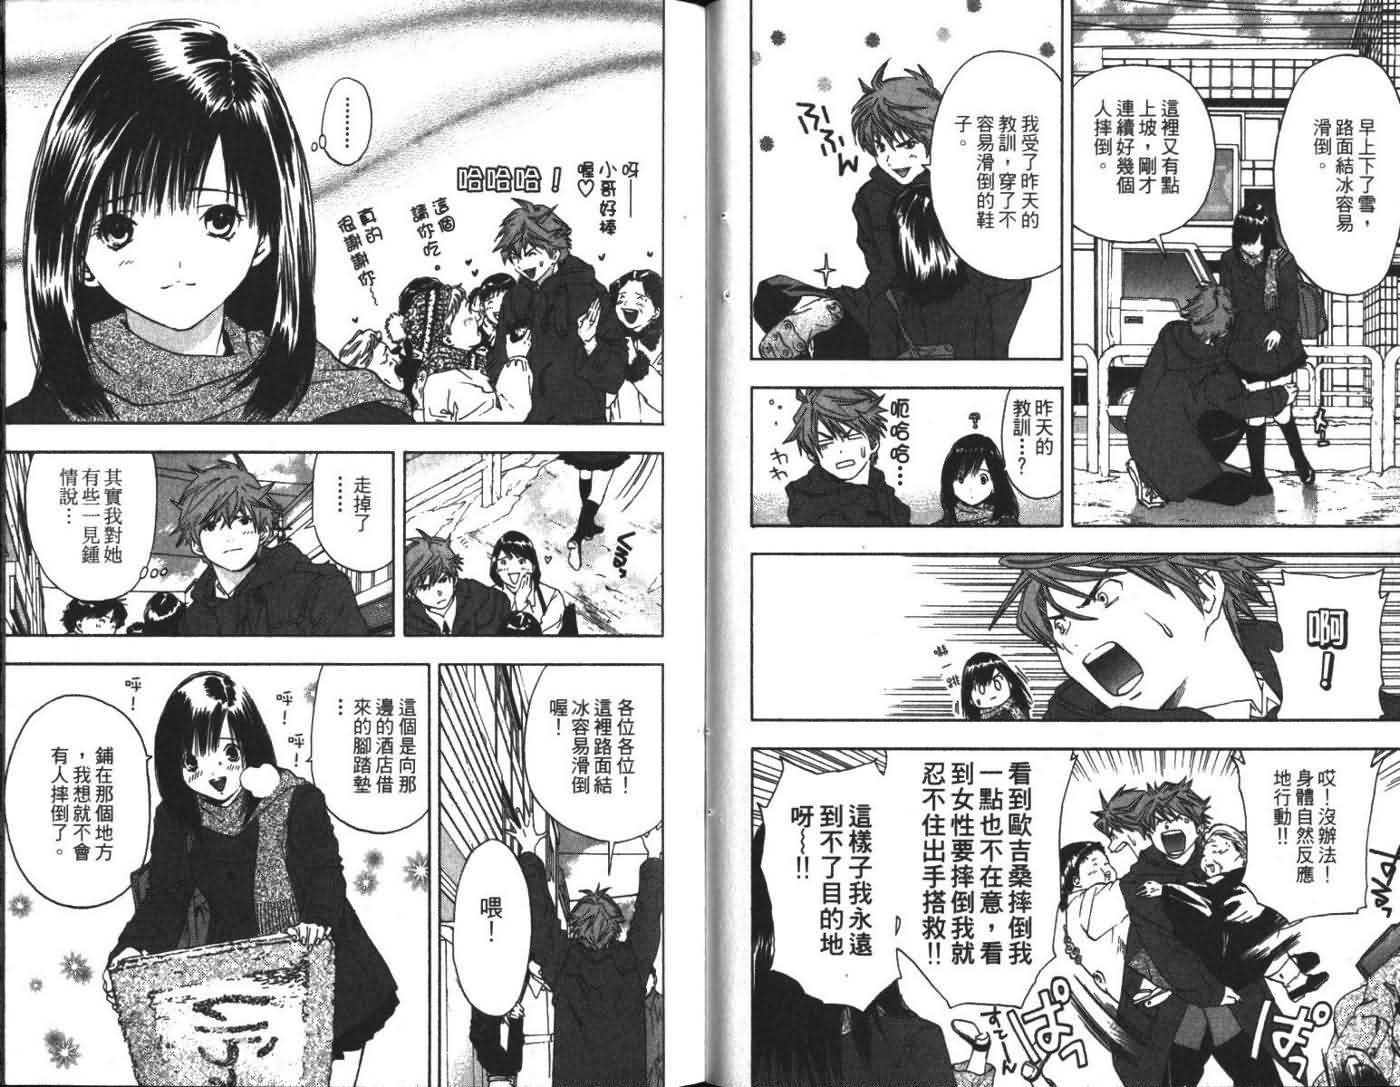 早上下了雪，
路面結冰容易
滑倒。
這裡又有點
上坡，剛才
連續好幾個
人摔倒。
我受了昨天的
教訓，穿了不
容易滑倒的鞋
子。
ふふん
昨天的
教訓…?
?
呃哈哈…
わわ
啊！
哎！沒辦法！
身體自然反應
地行動!!
看到歐吉桑摔倒我
一點也不在意，看
到女性要摔倒我就
忍不住出手搭救!!
這樣子我永遠
到不了目的地
呀～!!
ぱっ
ぱっ
………
呀——
小哥好棒
喔♡
哈哈哈！
這個
請你吃。
真的
很謝謝你～
走掉了
……
其實我對她
有些一見鍾
情說…
各位各位！
這裡路面結
冰容易滑倒
喔！
喂！
這個是向那
邊的酒店借
來的腳踏墊
……
呼！
呼！
呼！
鋪在那個地方
，我想就不會
有人摔倒了。